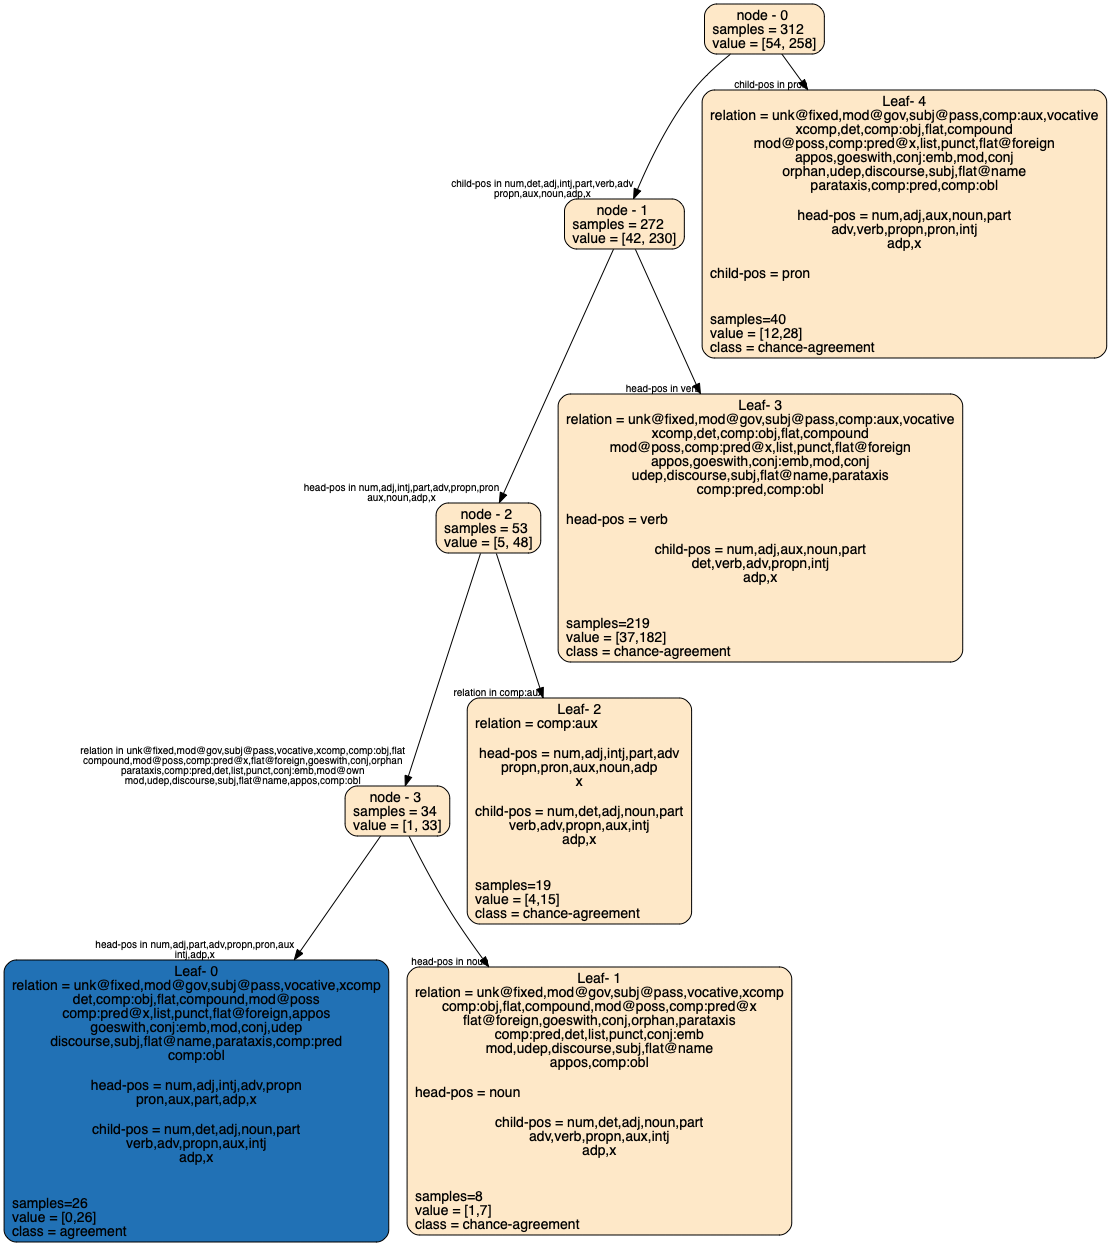 node - 0
samples = 312
value = [54, 258]
child-pos in pron
Leaf- 4
relation = unk@fixed,mod@gov,subj@pass,comp:aux,vocative
xcomp,det,comp:obj,flat,compound
mod@poss,comp:pred@x,list,punct,flat@foreign
appos,goeswith,conj:emb,mod,conj
orphan,udep,discourse,subj,flat@name
parataxis,comp:pred,comp:obl
head-pos = num,adj,aux,noun,part
adv,verb,propn,pron,intj
adp,x
child-pos = pron
samples=40
value = [12,28]
class = chance-agreement
child-pos in num,det,adj,intj,part,verb,adv
propn,aux,noun,adp,x
node - 1
samples = 272
value = [42, 230]
head-pos in verb
Leaf- 3
relation = unk@fixed,mod@gov,subj@pass,comp:aux,vocative
xcomp,det,comp:obj,flat,compound
mod@poss,comp:pred@x,list,punct,flat@foreign
appos,goeswith,conj:emb,mod,conj
udep,discourse,subj,flat@name,parataxis
comp:pred,comp:obl
head-pos = verb
child-pos = num,adj,aux,noun,part
det,verb,adv,propn,intj
adp,x
samples=219
value = [37,182]
class = chance-agreement
head-pos in num,adj,intj,part,adv,propn,pron
aux,noun,adp,x
node - 2
samples = 53
value = [5, 48]
relation in comp:aux
Leaf- 2
relation = comp:aux
head-pos = num,adj,intj,part,adv
propn,pron,aux,noun,adp
x
child-pos = num,det,adj,noun,part
verb,adv,propn,aux,intj
adp,x
samples=19
value = [4,15]
class = chance-agreement
relation in unk@fixed,mod@gov,subj@pass,vocative,xcomp,comp:obj,flat
compound,mod@poss,comp:pred@x,flat@foreign,goeswith,conj,orphan
parataxis,comp:pred,det,list,punct,conj:emb,mod@own
mod,udep,discourse,subj,flat@name,appos,comp:obl
node - 3
samples = 34
value = [1, 33]
head-pos in num,adj,part,adv,propn,pron,aux
intj,adp,x
Leaf- 0
relation = unk@fixed,mod@gov,subj@pass,vocative,xcomp
det,comp:obj,flat,compound,mod@poss
comp:pred@x,list,punct,flat@foreign,appos
goeswith,conj:emb,mod,conj,udep
discourse,subj,flat@name,parataxis,comp:pred
comp:obl
head-pos = num,adj,intj,adv,propn
pron,aux,part,adp,x
child-pos = num,det,adj,noun,part
verb,adv,propn,aux,intj
adp,x
samples=26
value = [0,26]
class = agreement
head-pos in noun
Leaf- 1
relation = unk@fixed,mod@gov,subj@pass,vocative,xcomp
comp:obj,flat,compound,mod@poss,comp:pred@x
flat@foreign,goeswith,conj,orphan,parataxis
comp:pred,det,list,punct,conj:emb
mod,udep,discourse,subj,flat@name
appos,comp:obl
head-pos = noun
child-pos = num,det,adj,noun,part
adv,verb,propn,aux,intj
adp,x
samples=8
value = [1,7]
class = chance-agreement